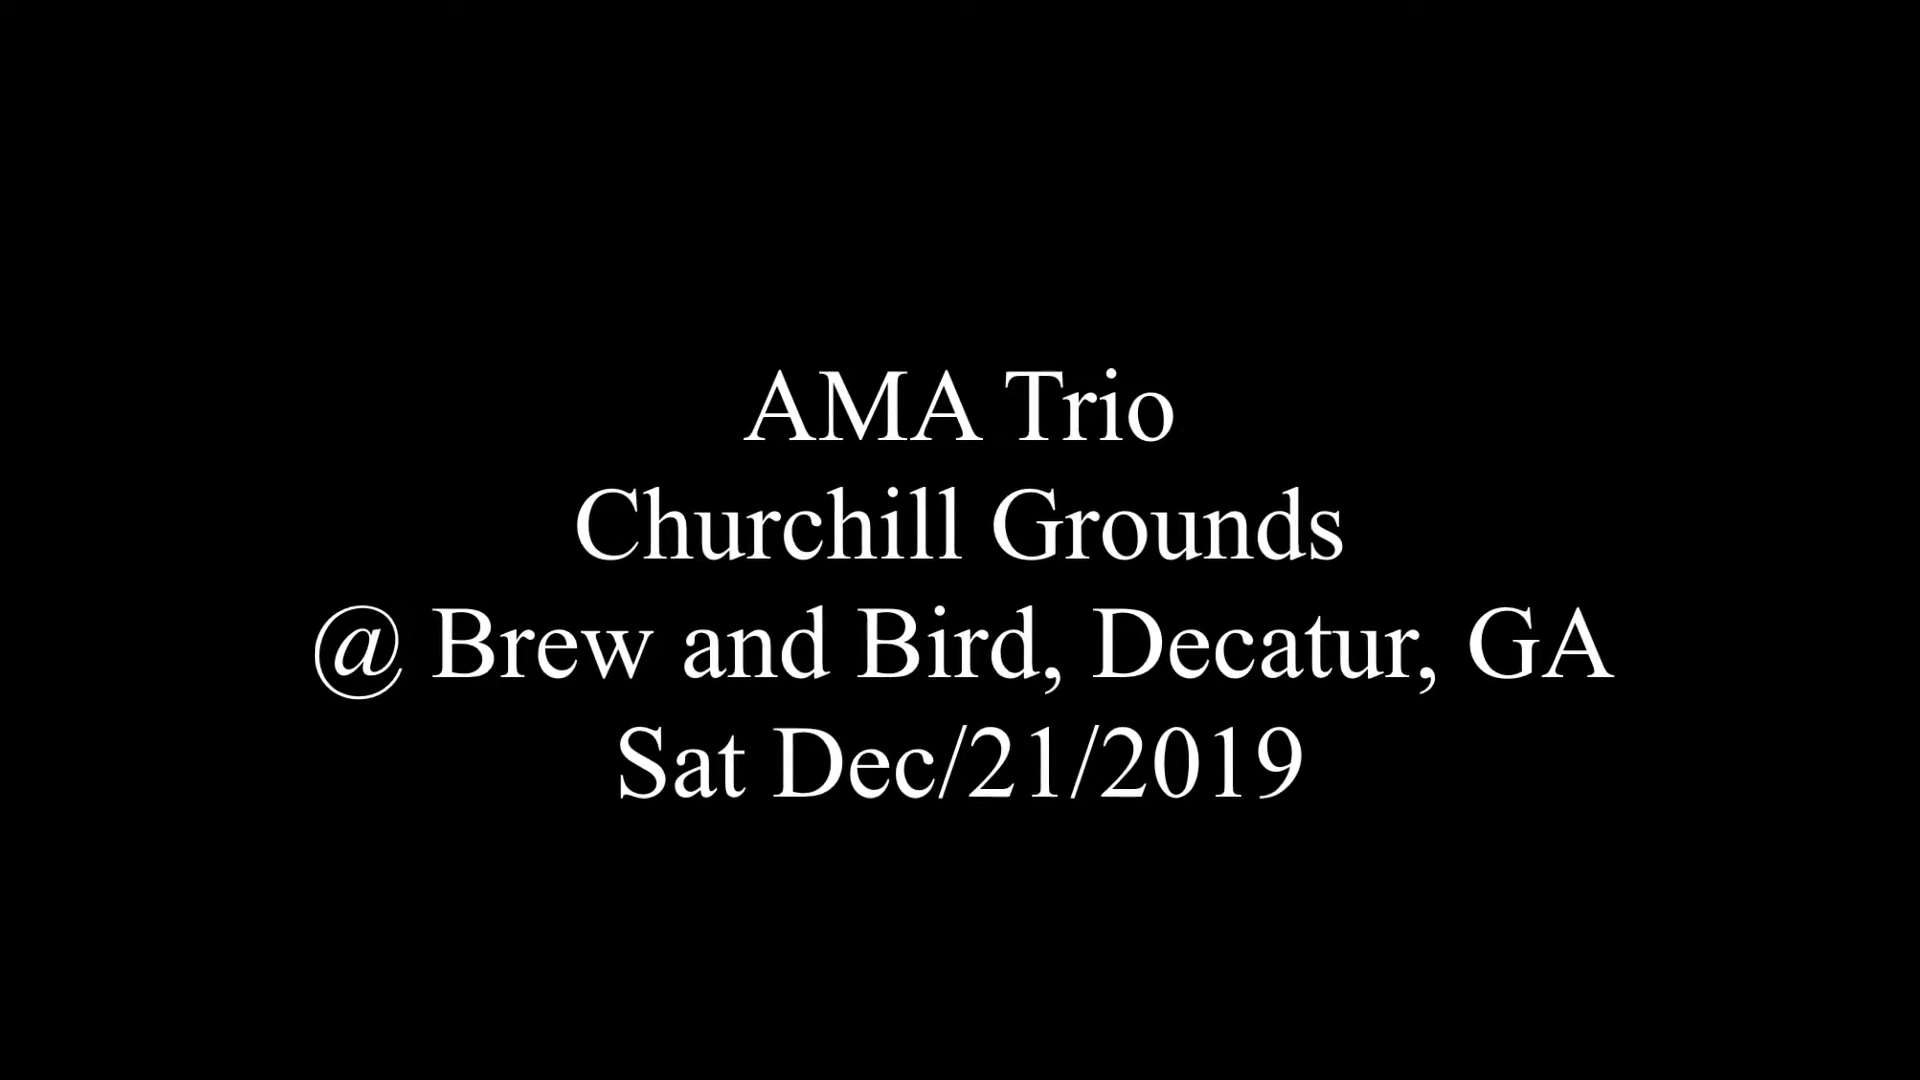 AMA Trio
Churchill Grounds
@ Brew and Bird, Decatur, GA
Sat Dec/21/2019